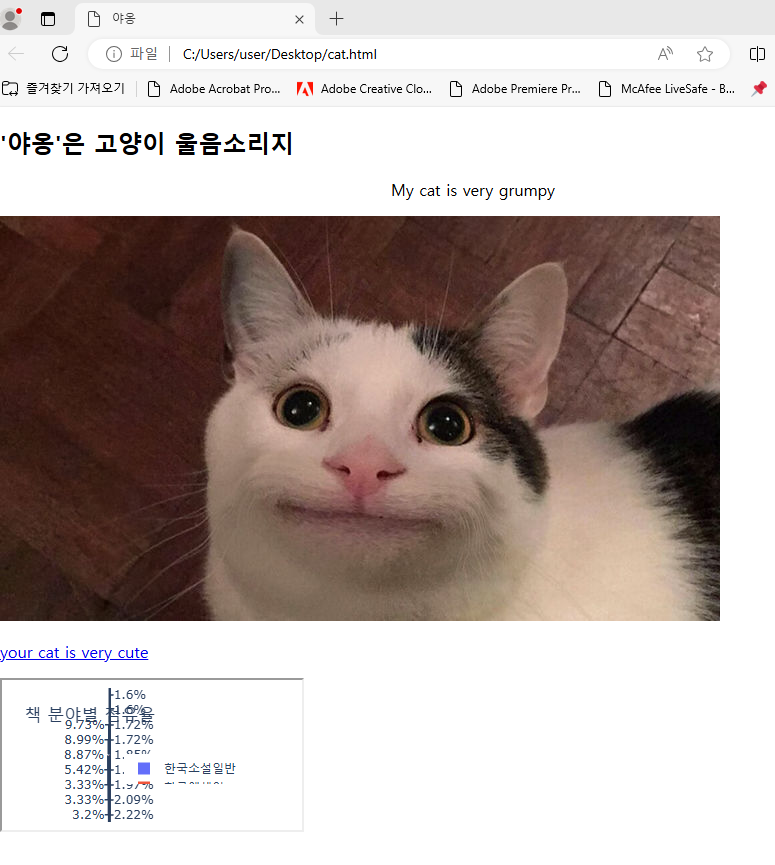 야옹
파일 C:/Users/user/Desktop/cat.html
즐겨찾기 가져오기 Adobe Acrobat Pro... Adobe Creative Clo... Adobe Premiere Pr... McAfee LiveSafe - B...
'야옹'은 고양이 울음소리지
My cat is very grumpy
your cat is very cute
1.6%
책 분야별 점유율 1.6%
9.73% 1.72%
8.99% 1.72%
8.87% 1.85%
5.42% 1. 한국소설일반
3.33% 1.97%
3.33% 2.09%
3.2% 2.22%